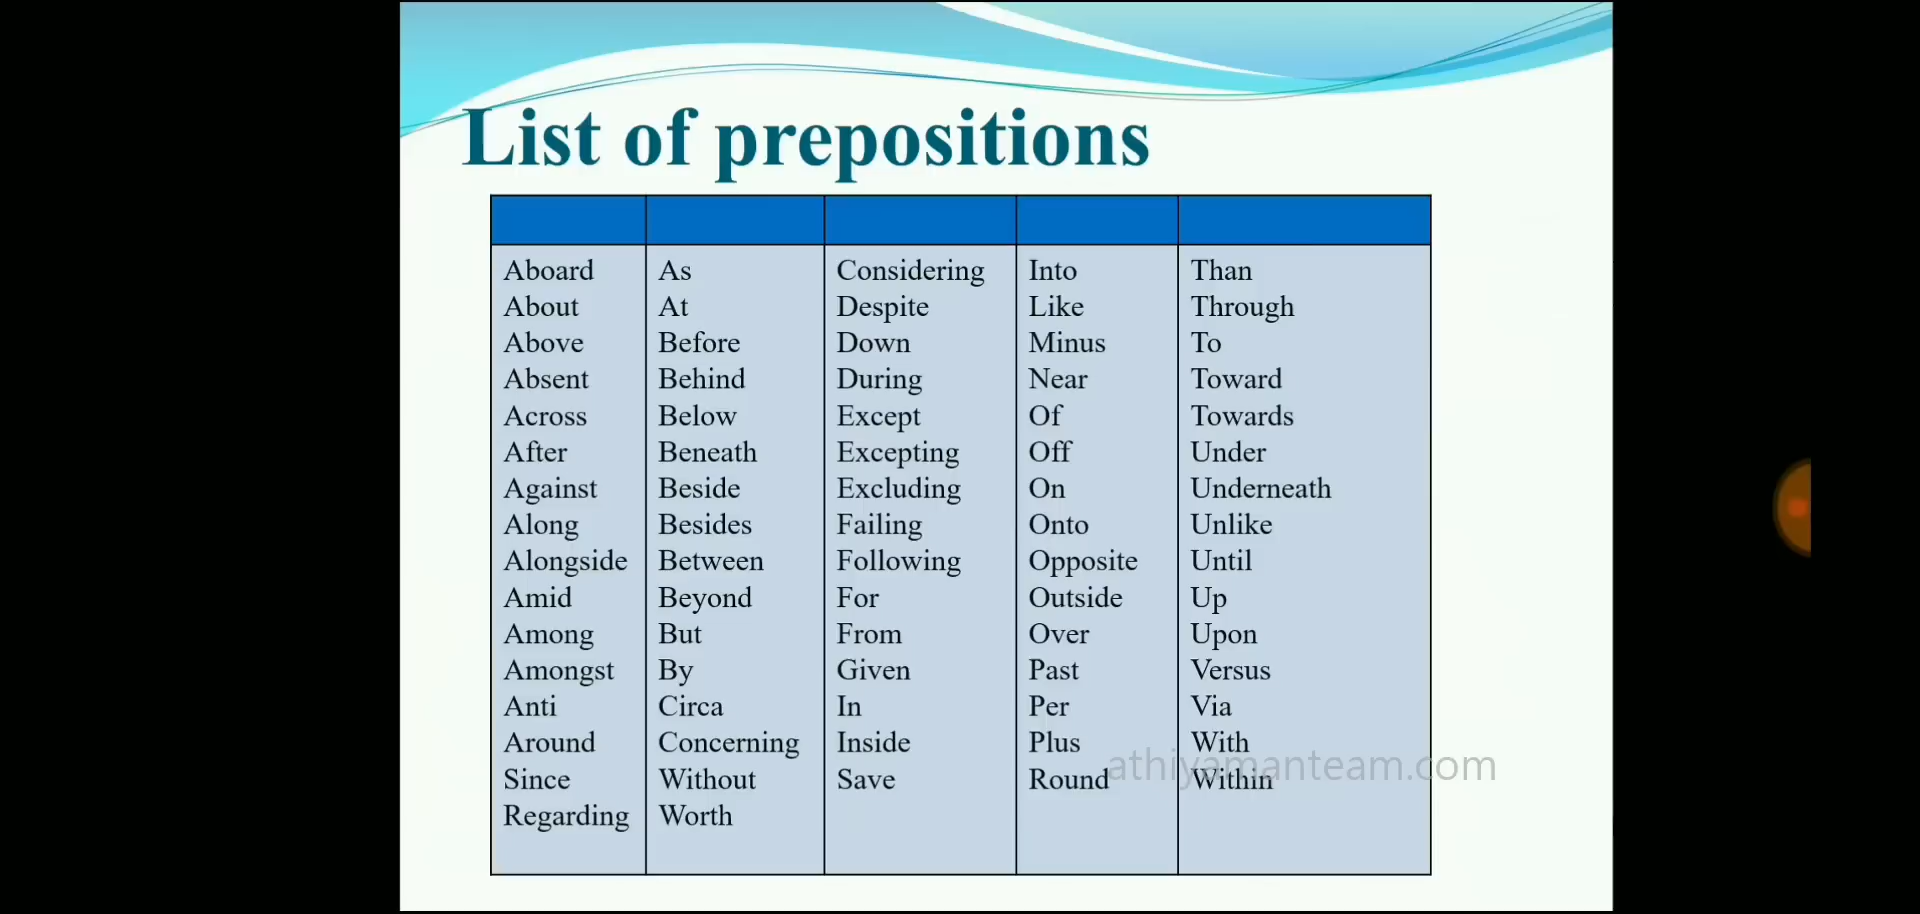 List of prepositions
Aboard
About
Above
Absent
Across
After
Against
Along
Alongside
Amid
Among
Amongst
Anti
Around
Since
Regarding
As
At
Before
Behind
Below
Beneath
Beside
Besides
Between
Beyond
But
By
Circa
Concerning
Without
Worth
Considering
Despite
Down
During
Except
Excepting
Excluding
Failing
Following
For
From
Given
In
Inside
Save
Into
Like
Minus
Near
Of
Off
On
Onto
Opposite
Outside
Over
Past
Per
Plus
Round
Than
Through
To
Toward
Towards
Under
Underneath
Unlike
Until
Up
Upon
Versus
Via
With
Within
athiyamanteam.com